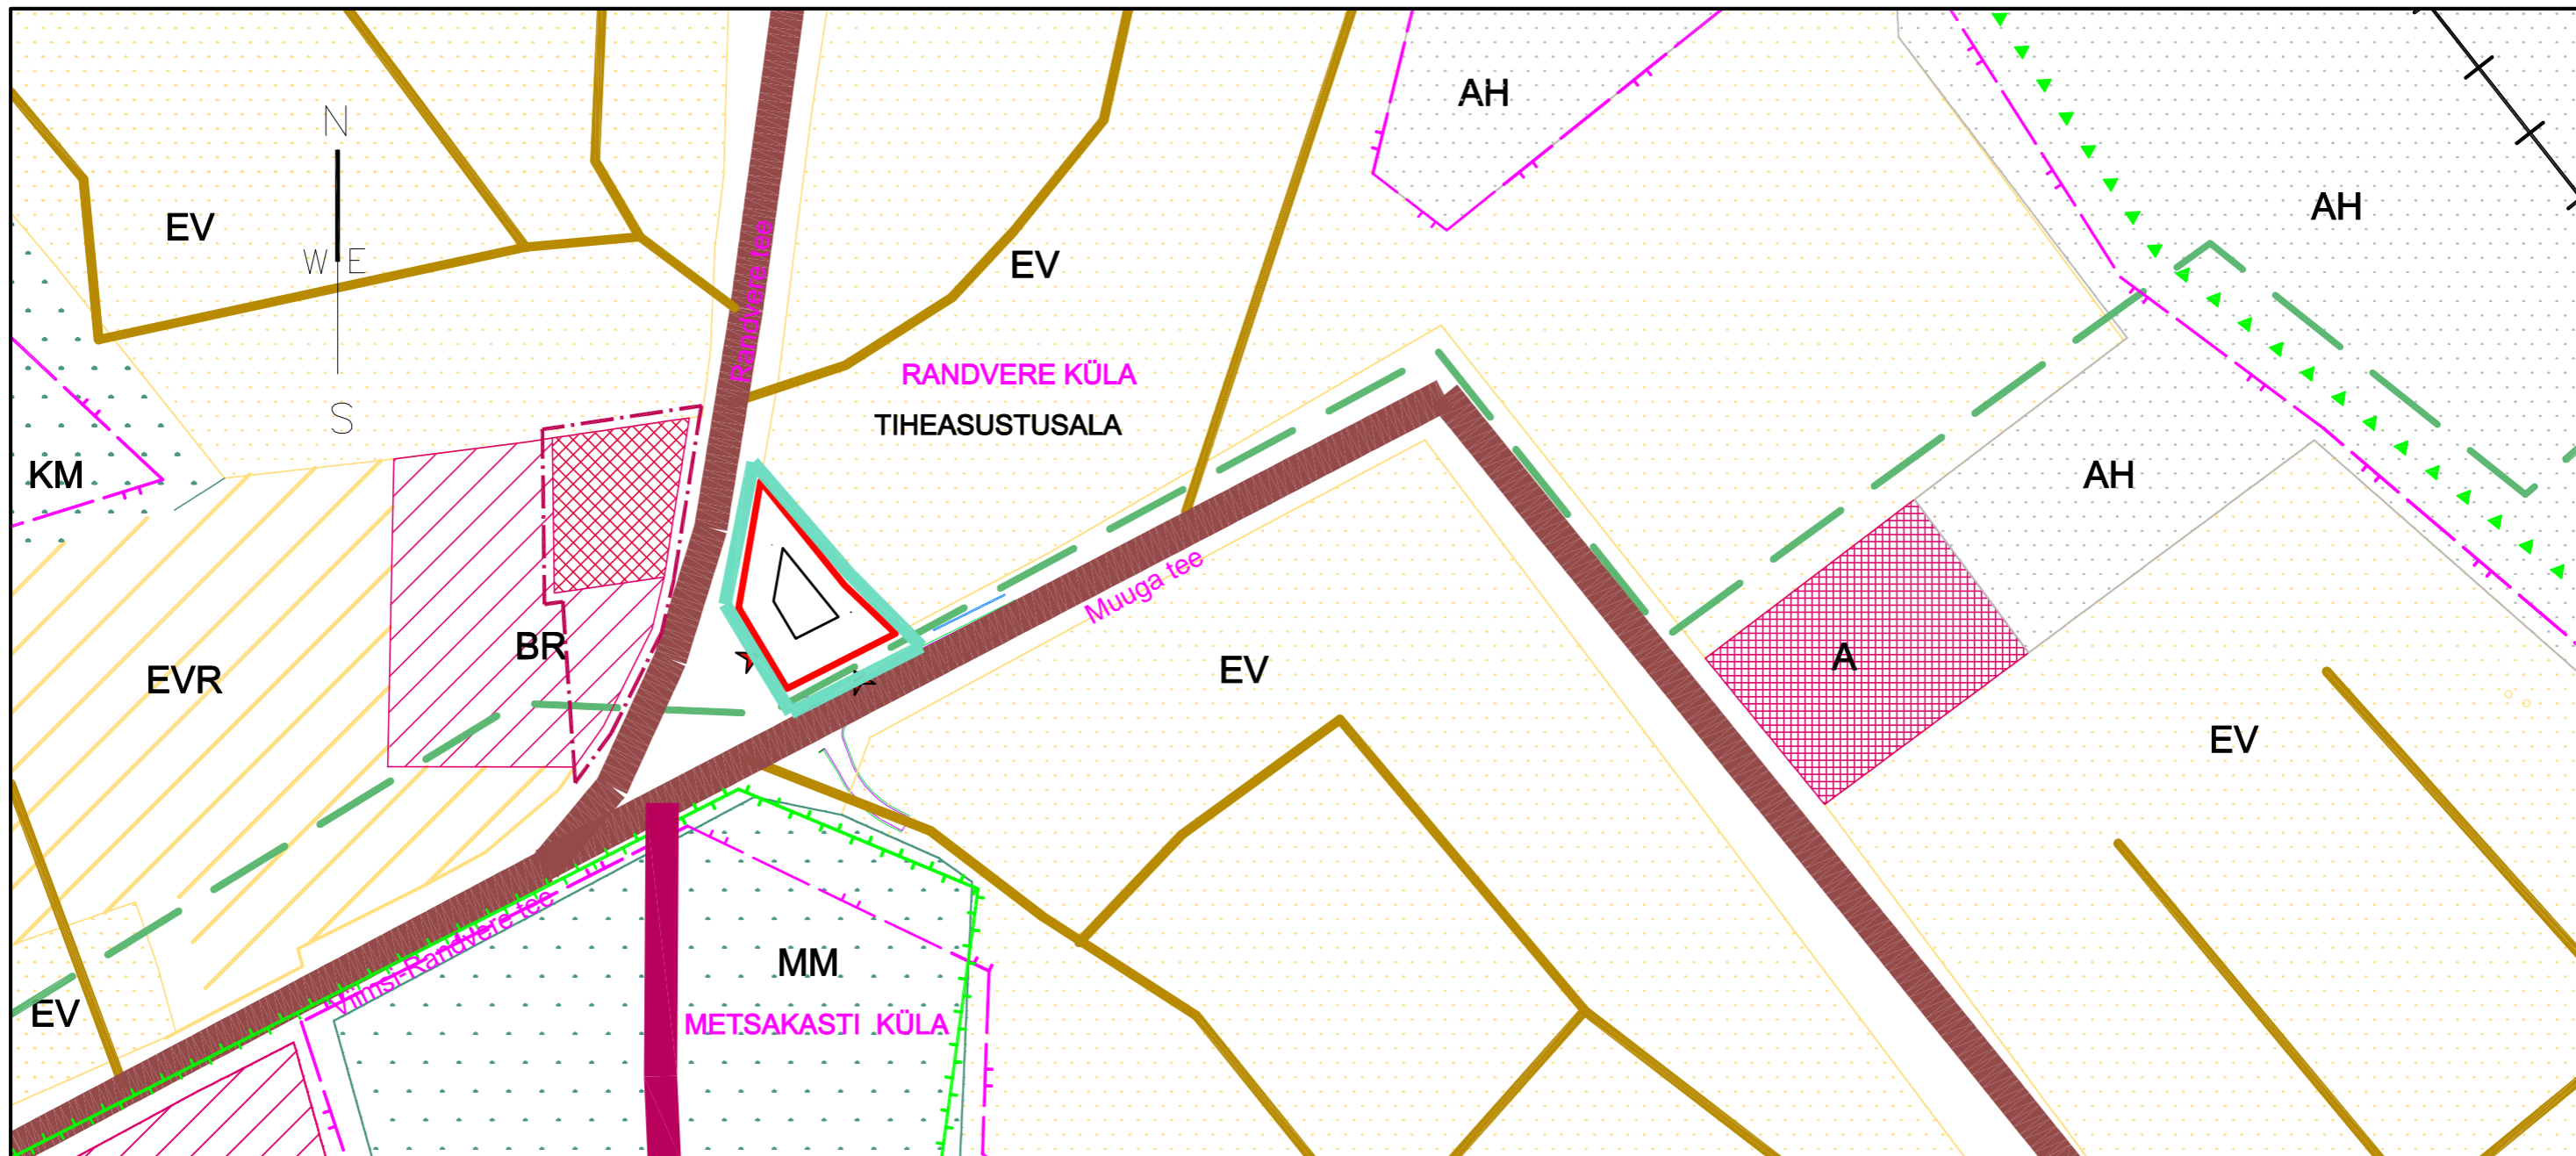 AH
N
AH
EV
W E
EV
Randvere tee
RANDVERE KÜLA
S
TIHEASUSTUSALA
KM
AH
Muuga tee
BR
A
EVR
EV
EV
Viimsi-Randvere tee
MM
EV
METSAKASTI KÜLA